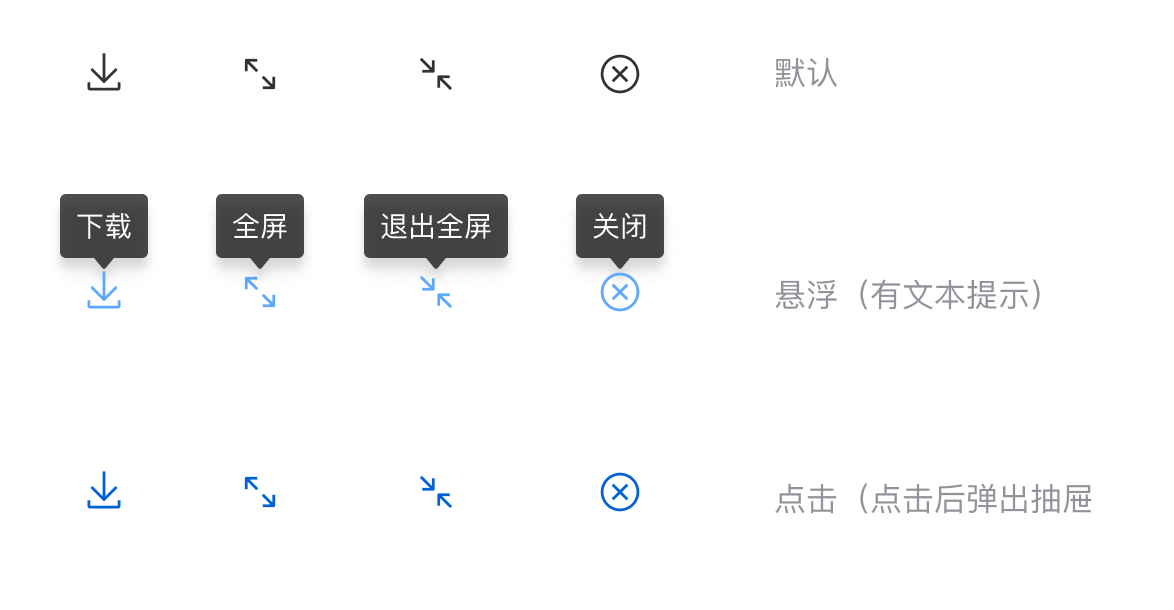 默认
下载
全屏
退出全屏
关闭
悬浮（有文本提示）
点击（点击后弹出抽屉